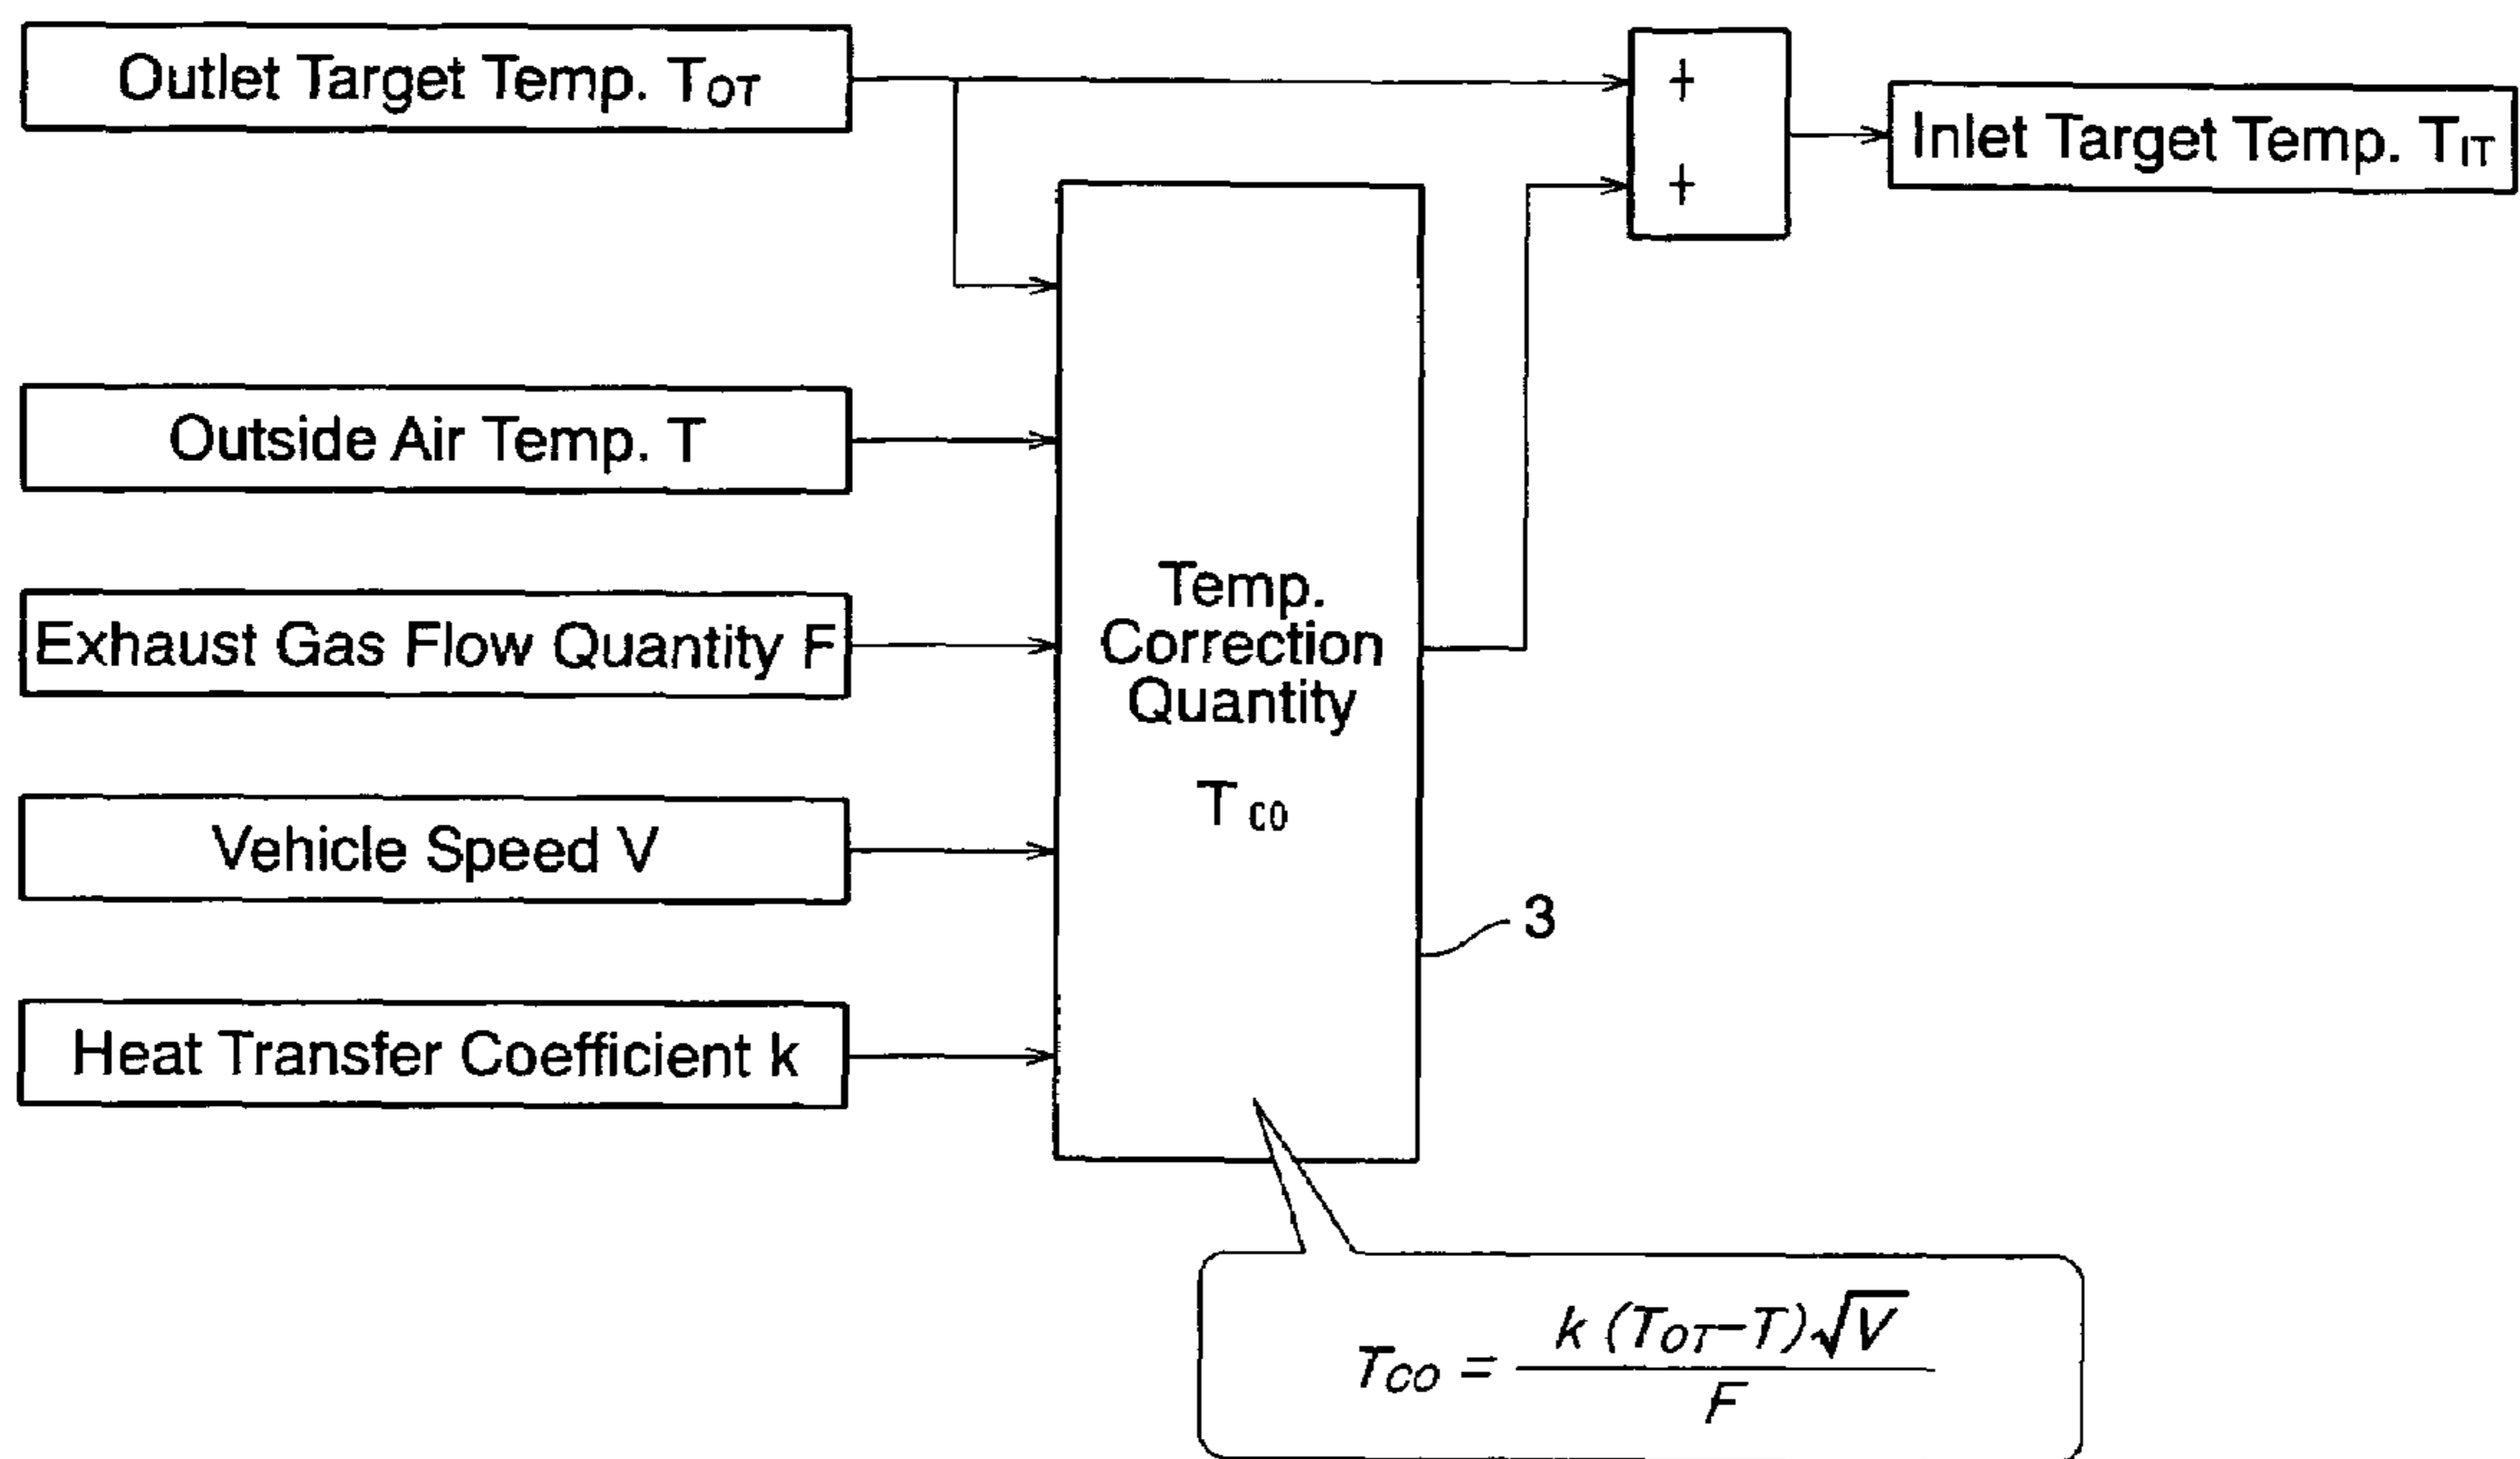 Outlet Target Temp. TOT
+
+
Inlet Target Temp. TIT
Outside Air Temp. T
Exhaust Gas Flow Quantity F
Vehicle Speed V
Heat Transfer Coefficient k
Temp.
Correction
Quantity
TCO
3
TCO = k (TOT−T)√V / F